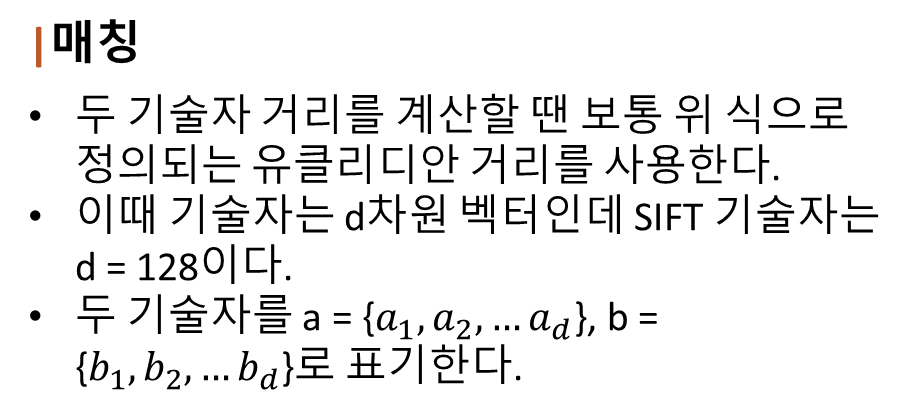 매칭
• 두 기술자 거리를 계산할 땐 보통 위 식으로
정의되는 유클리디안 거리를 사용한다.
• 이때 기술자는 d차원 벡터인데 SIFT 기술자는
d = 128이다.
• 두 기술자를 a = {𝑎₁, 𝑎₂, … 𝑎_𝑑}, b =
{𝑏₁, 𝑏₂, … 𝑏_𝑑}로 표기한다.